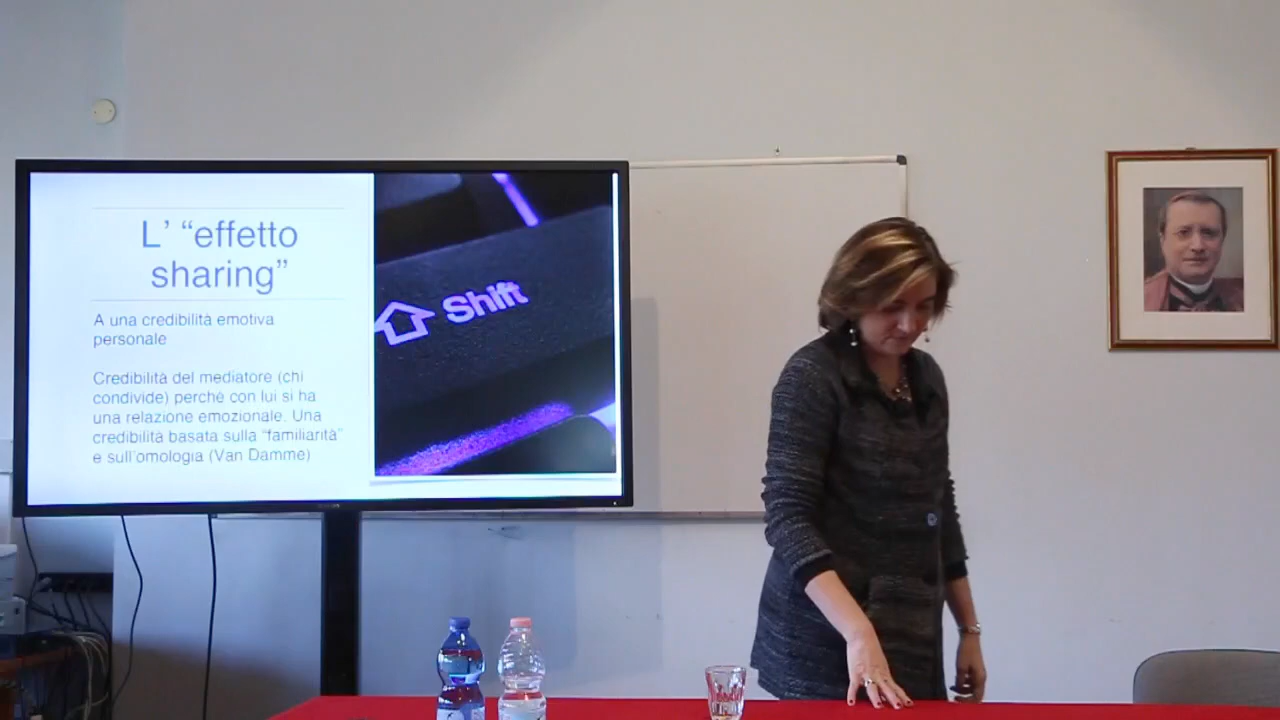 L' “effetto
sharing”
A una credibilità emotiva
personale
Credibilità del mediatore (chi
condivide) perchè con lui si ha
una relazione emozionale. Una
credibilità basata sulla “familiarità”
e sull'omologia (Van Damme)
Shift